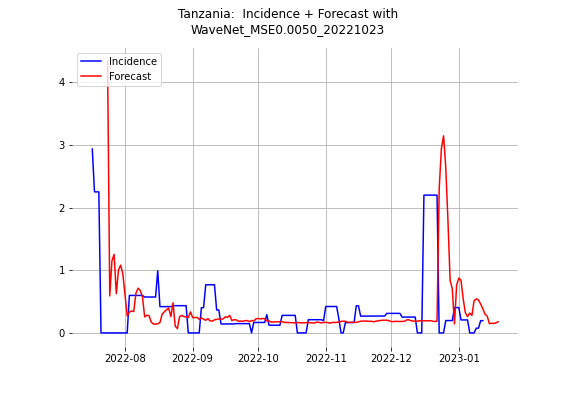 Tanzania:  Incidence + Forecast with
WaveNet_MSE0.0050_20221023
Incidence
Forecast
4
3
2
1
0
2022-08
2022-09
2022-10
2022-11
2022-12
2023-01